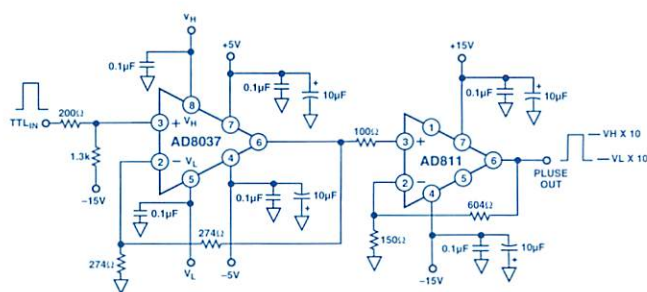 VH
+5V
+15V
0.1μF
0.1μF
10μF
+
0.1μF
10μF
+
TTLIN
200Ω
8
VH
7
3
+
AD8037
6
100Ω
3
+
1
7
AD811
6
VH X 10
VL X 10
PLUSE
OUT
1.3k
2
−
VL
4
5
2
−
4
5
−15V
0.1μF
0.1μF
10μF
+
604Ω
150Ω
274Ω
274Ω
VL
−5V
0.1μF
10μF
+
−15V